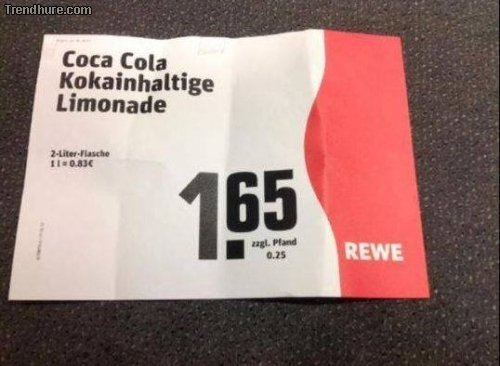 Trendhure.com
Coca Cola
Kokainhaltige
Limonade
2-Liter-Flasche
1 l = 0.83€
1.65
zzgl. Pfand
0.25
REWE